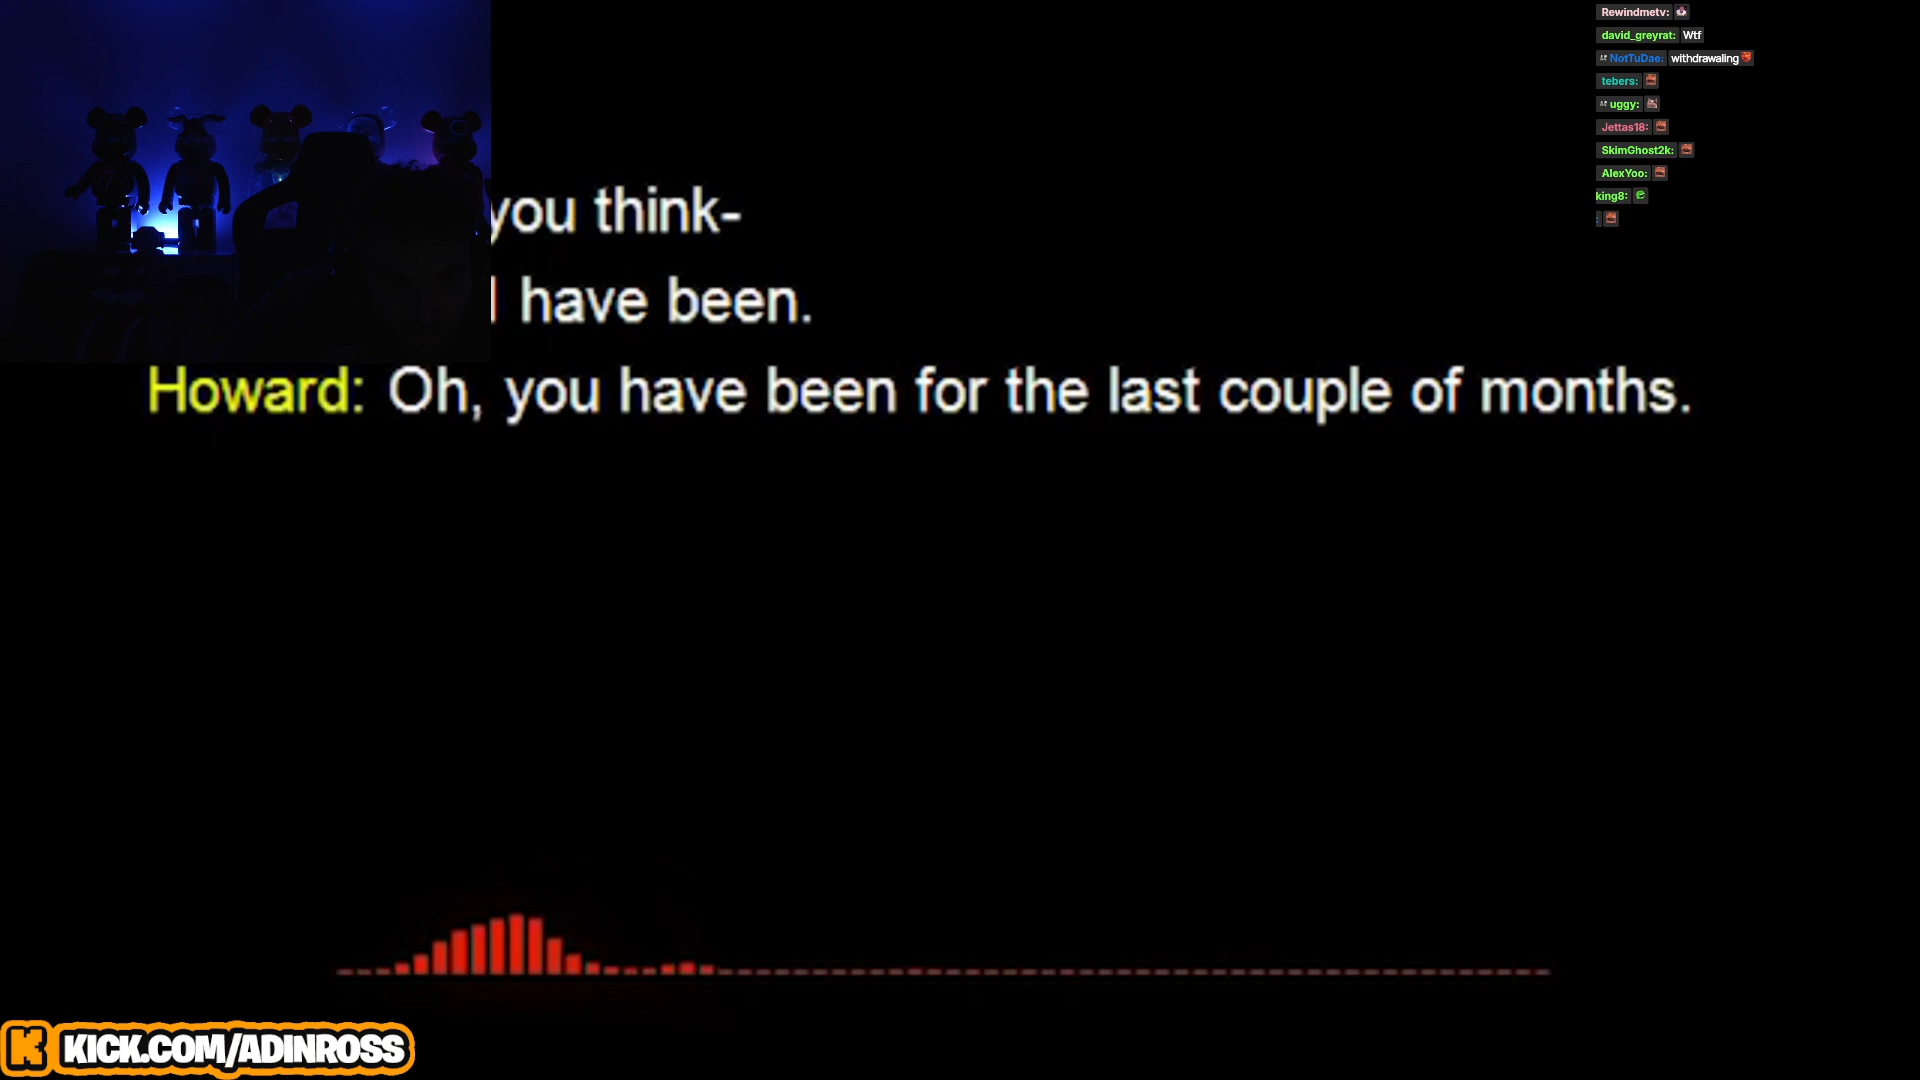 you think-
I have been.
Howard: Oh, you have been for the last couple of months.
Rewindmetv:
david_greyrat: Wtf
NotTuDae: withdrawaling
tebers:
uggy:
Jettas18:
SkimGhost2k:
AlexYoo:
king8:
:
K KICK.COM/ADINROSS